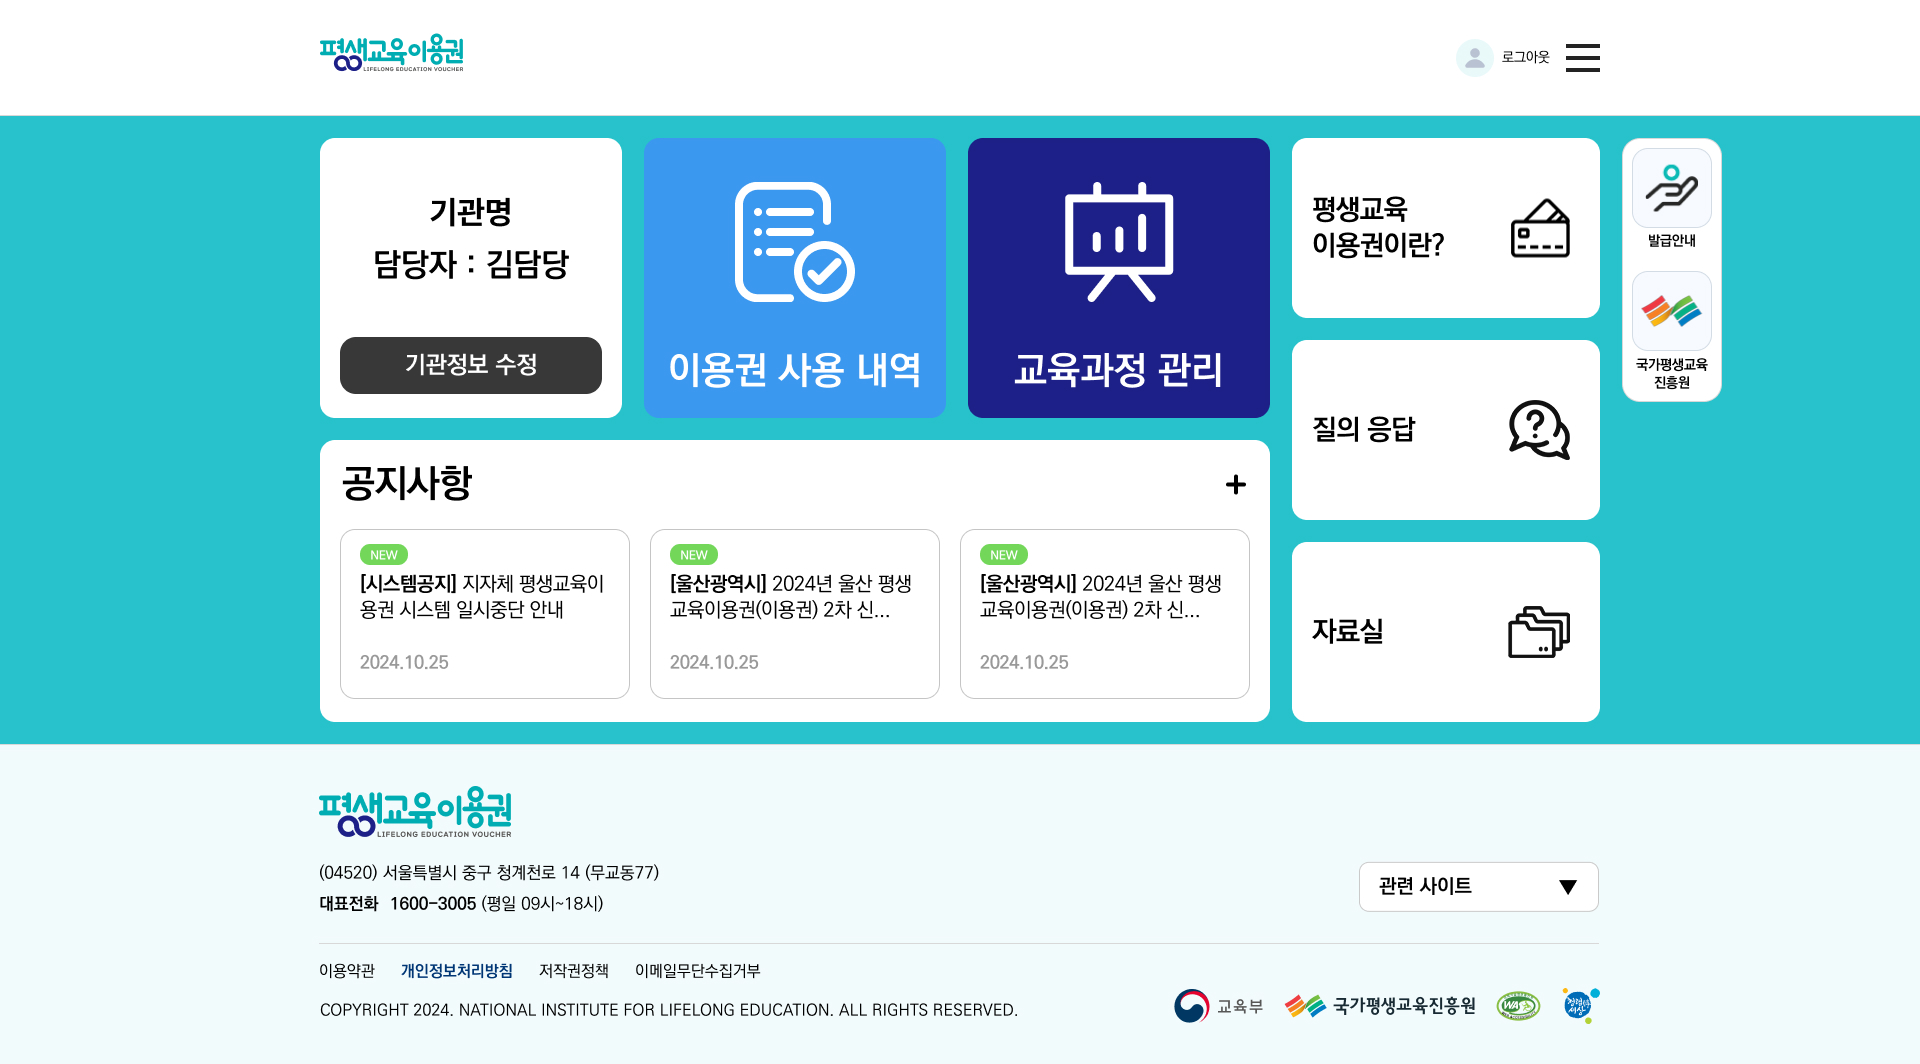 평생교육이용권
LIFELONG EDUCATION VOUCHER
로그아웃
기관명
담당자 : 김담당
기관정보 수정
이용권 사용 내역
교육과정 관리
평생교육
이용권이란?
발급안내
국가평생교육
진흥원
질의 응답
자료실
공지사항
NEW
[시스템공지] 지자체 평생교육이
용권 시스템 일시중단 안내
2024.10.25
NEW
[울산광역시] 2024년 울산 평생
교육이용권(이용권) 2차 신...
2024.10.25
NEW
[울산광역시] 2024년 울산 평생
교육이용권(이용권) 2차 신...
2024.10.25
평생교육이용권
LIFELONG EDUCATION VOUCHER
(04520) 서울특별시 중구 청계천로 14 (무교동77)
대표전화 1600-3005 (평일 09시~18시)
관련 사이트 ▼
이용약관 개인정보처리방침 저작권정책 이메일무단수집거부
COPYRIGHT 2024. NATIONAL INSTITUTE FOR LIFELONG EDUCATION. ALL RIGHTS RESERVED.
교육부
국가평생교육진흥원
WA